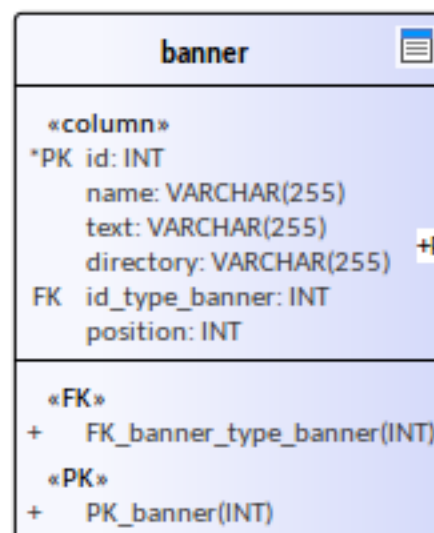 banner
«column»
*PK id: INT
name: VARCHAR(255)
text: VARCHAR(255)
directory: VARCHAR(255)
FK id_type_banner: INT
position: INT
«FK»
+ FK_banner_type_banner(INT)
«PK»
+ PK_banner(INT)